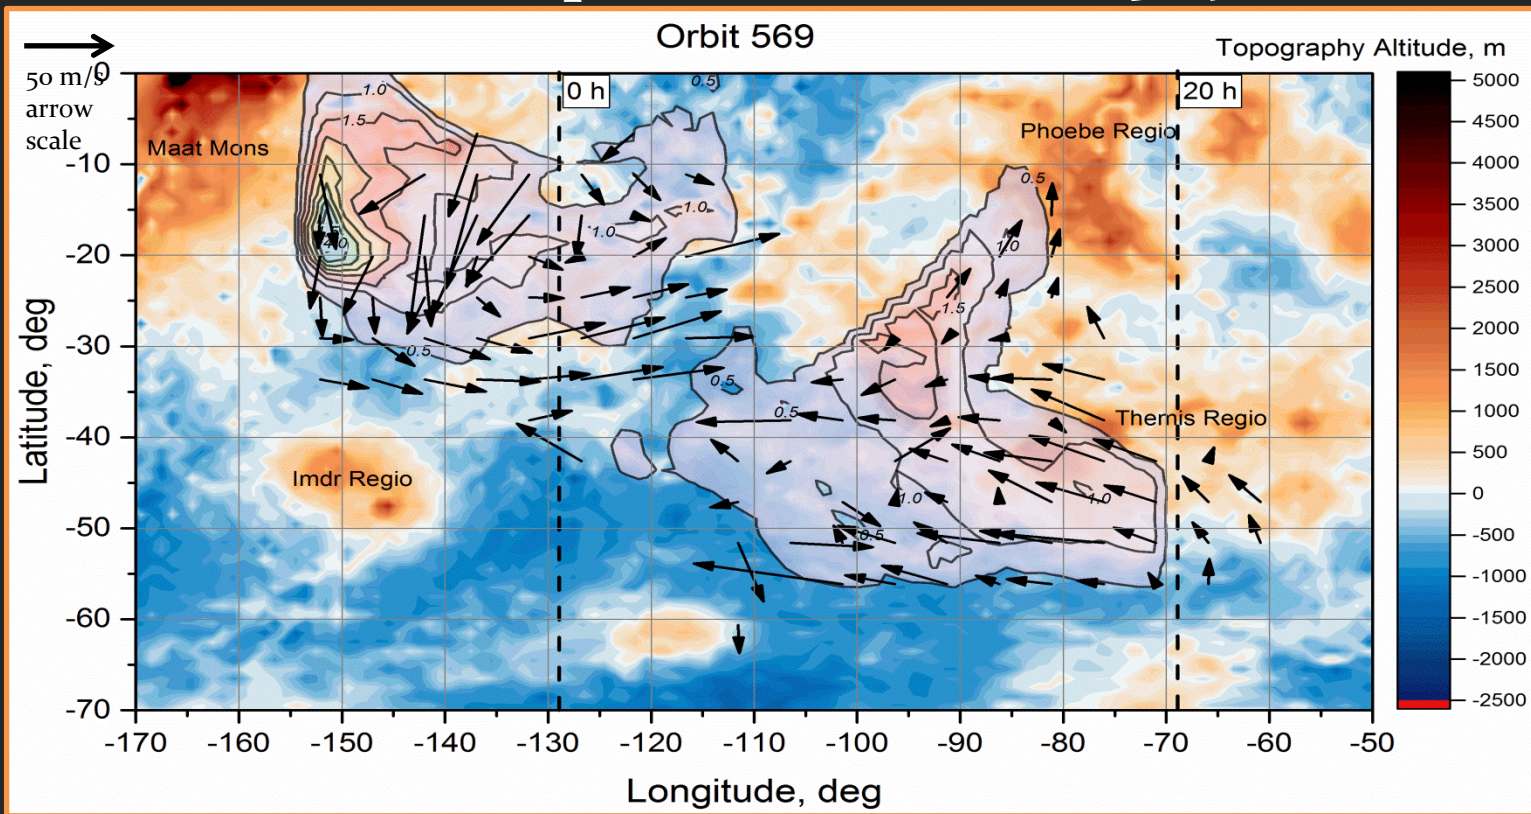 Orbit 569
50 m/s
arrow
scale
Topography Altitude, m
0 h
20 h
Maat Mons
Phoebe Regio
Themis Regio
Imdr Regio
1.0
1.5
0.5
1.0
1.0
0.5
0.5
1.0
1.5
0.5
0.5
1.0
1.0
0.5
0
-10
-20
-30
-40
-50
-60
-70
Latitude, deg
-170 -160 -150 -140 -130 -120 -110 -100 -90 -80 -70 -60 -50
Longitude, deg
5000
4500
4000
3500
3000
2500
2000
1500
1000
500
0
-500
-1000
-1500
-2000
-2500